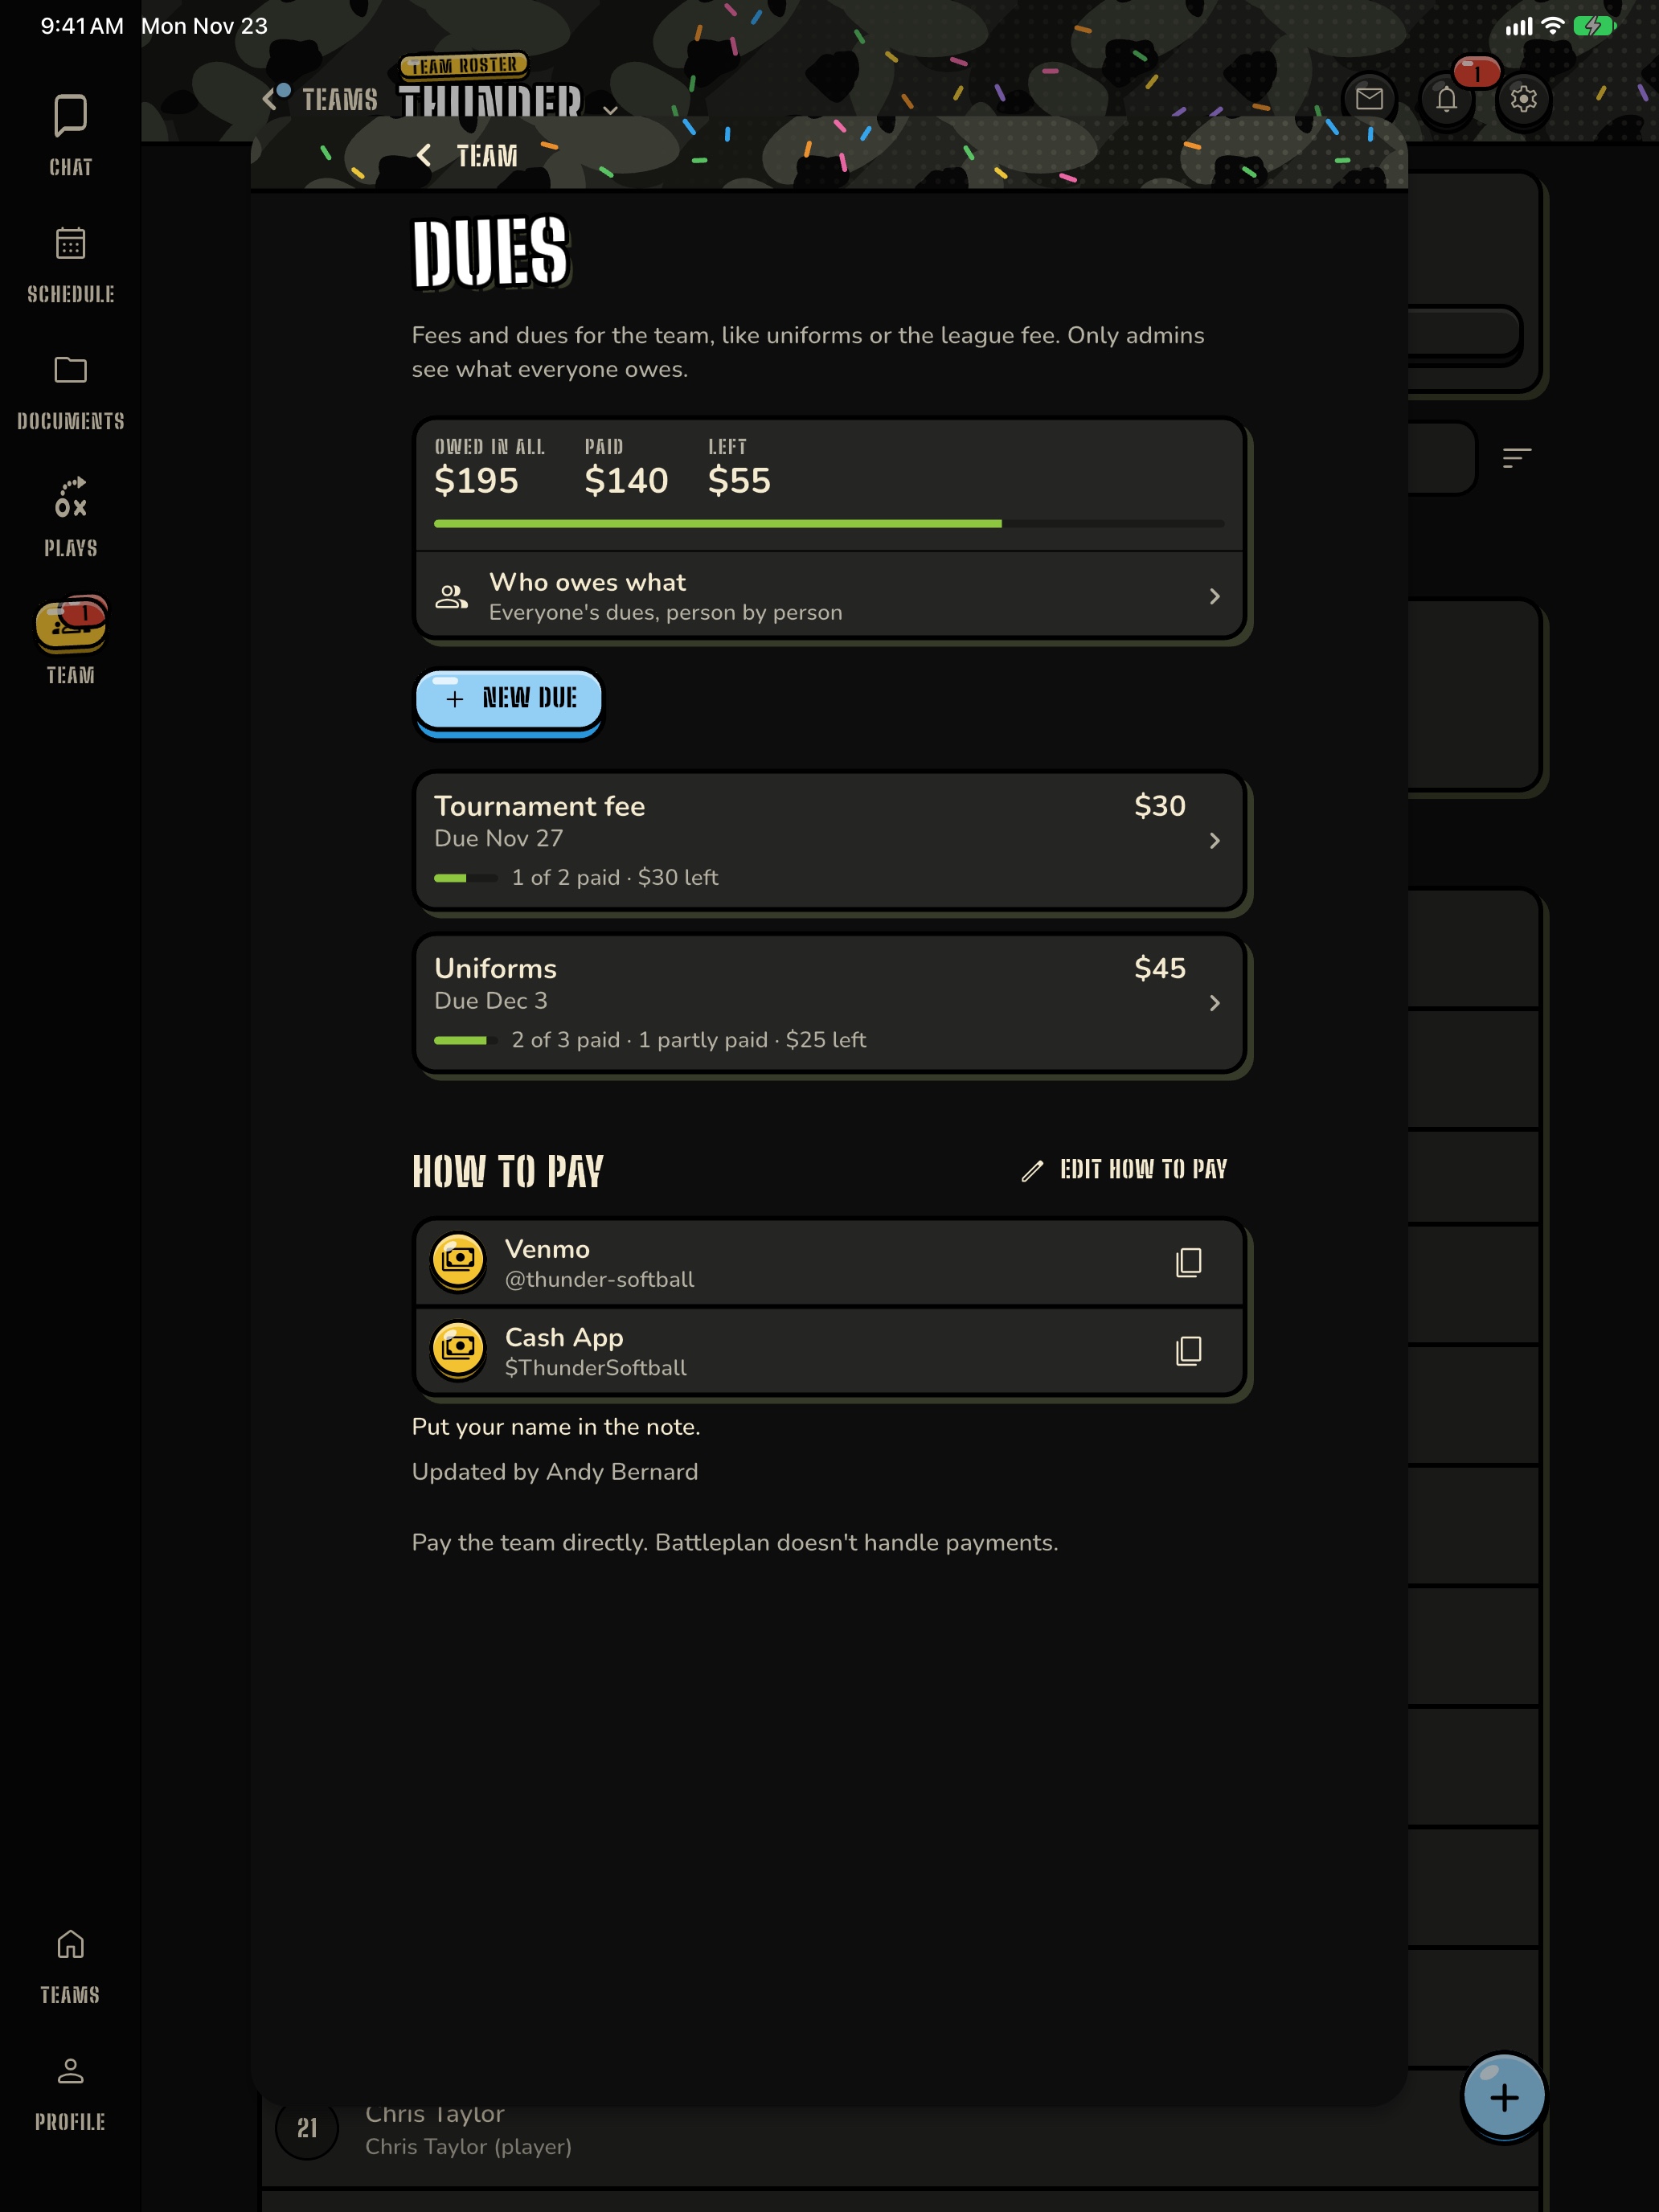 9:41 AM Mon Nov 23
TEAM ROSTER
TEAMS THUNDER
1
CHAT
SCHEDULE
DOCUMENTS
PLAYS
1
TEAM
TEAMS
PROFILE
TEAM
DUES
Fees and dues for the team, like uniforms or the league fee. Only admins
see what everyone owes.
OWED IN ALL PAID LEFT
$195 $140 $55
Who owes what
Everyone's dues, person by person
+ NEW DUE
Tournament fee $30
Due Nov 27
1 of 2 paid · $30 left
Uniforms $45
Due Dec 3
2 of 3 paid · 1 partly paid · $25 left
HOW TO PAY EDIT HOW TO PAY
Venmo
@thunder-softball
Cash App
$ThunderSoftball
Put your name in the note.
Updated by Andy Bernard
Pay the team directly. Battleplan doesn't handle payments.
21 Chris Taylor
Chris Taylor (player)